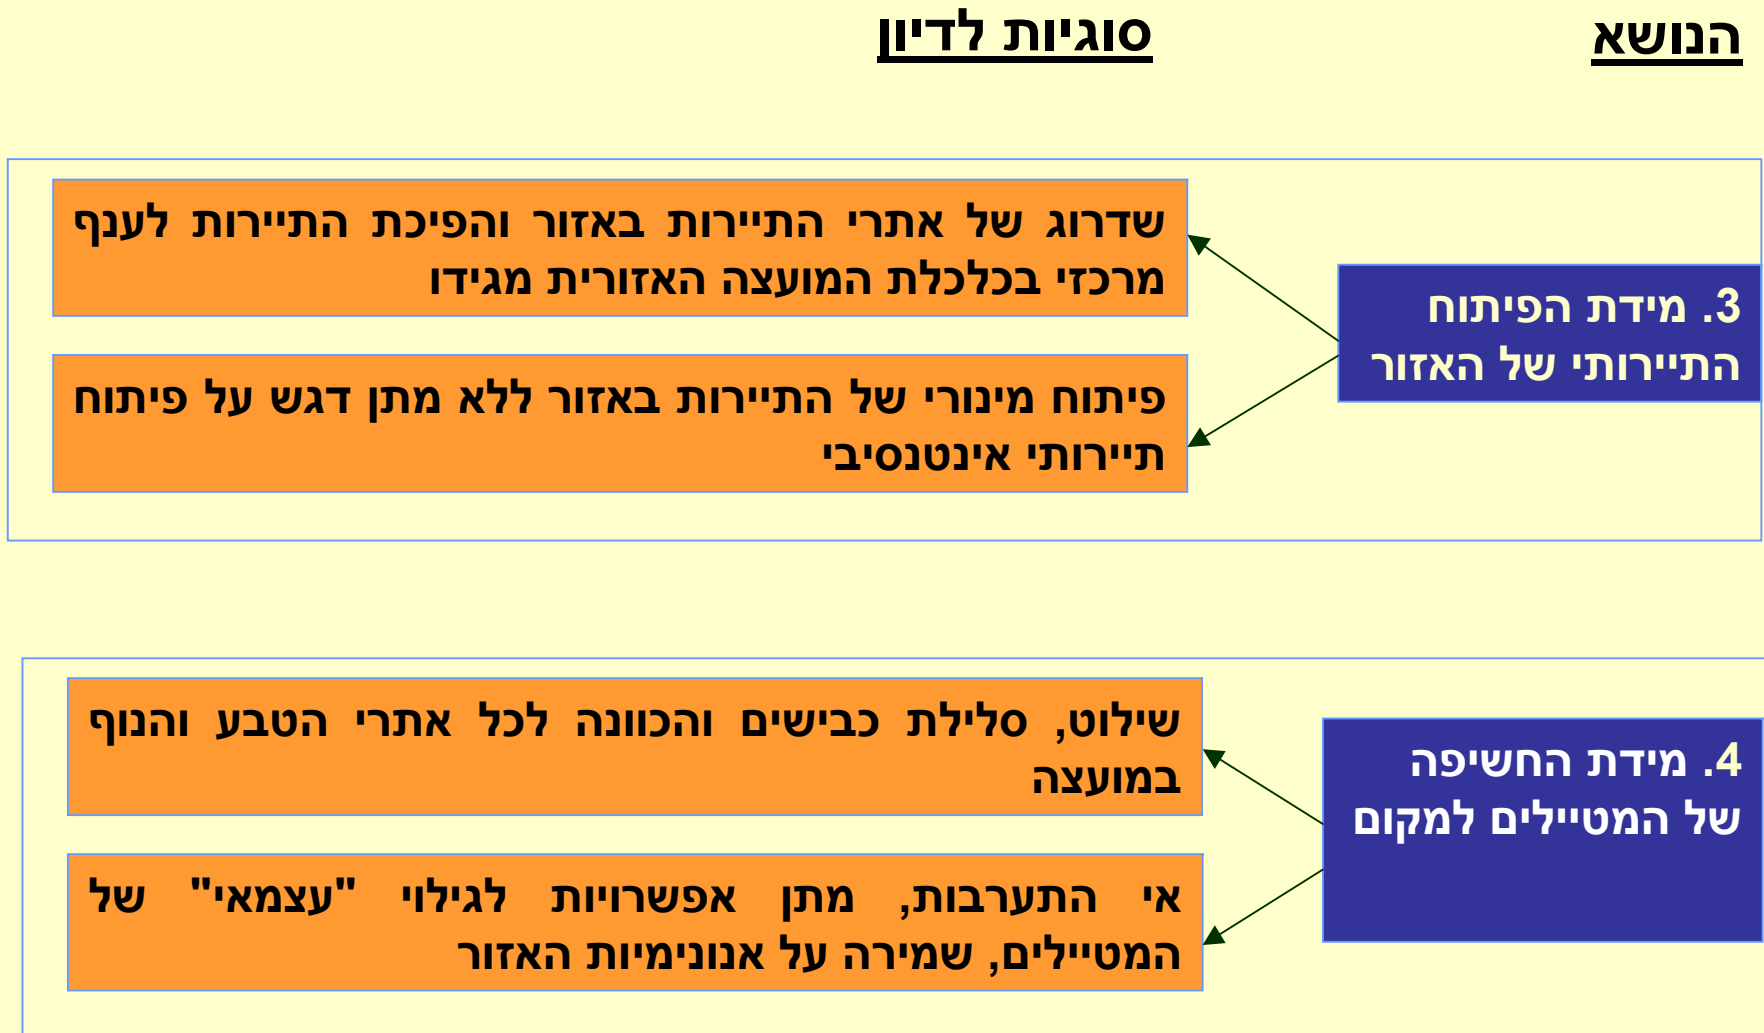 הנושא
סוגיות לדיון
3. מידת הפיתוח
התיירותי של האזור
שדרוג של אתרי התיירות באזור והפיכת התיירות לענף
מרכזי בכלכלת המועצה האזורית מגידו
פיתוח מינורי של התיירות באזור ללא מתן דגש על פיתוח
תיירותי אינטנסיבי
4. מידת החשיפה
של המטיילים למקום
שילוט, סלילת כבישים והכוונה לכל אתרי הטבע והנוף
במועצה
אי התערבות, מתן אפשרויות לגילוי "עצמאי" של
המטיילים, שמירה על אנונימיות האזור